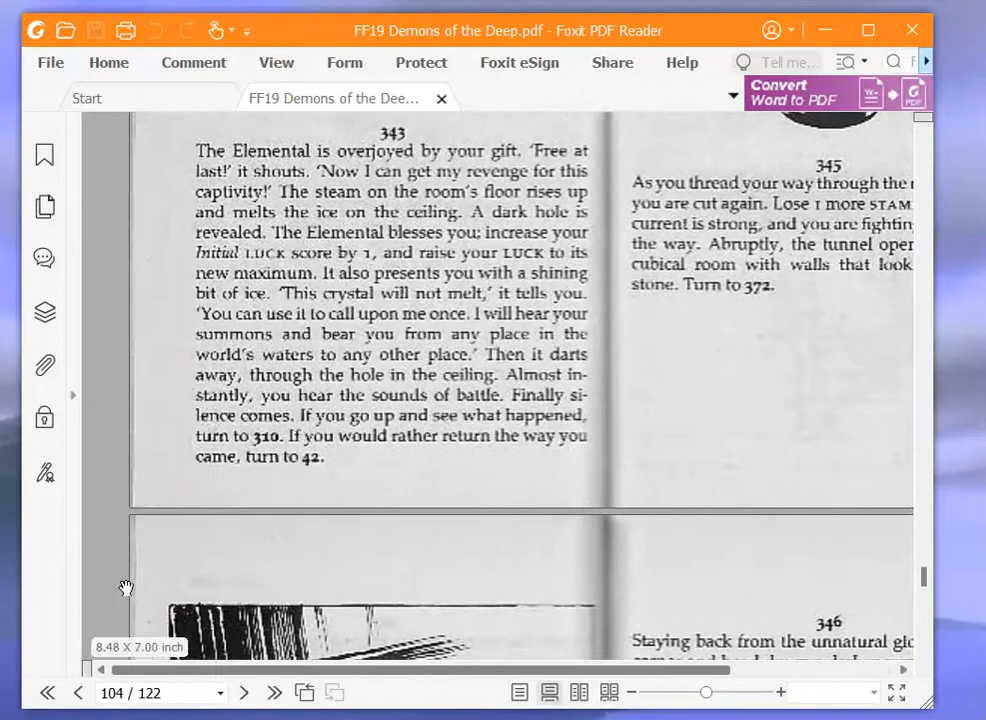 FF19 Demons of the Deep.pdf - Foxit PDF Reader
File Home Comment View Form Protect Foxit eSign Share Help Tell me... F
Start
FF19 Demons of the Dee...
Convert
Word to PDF
PDF
343
The Elemental is overjoyed by your gift. 'Free at
last!' it shouts. 'Now I can get my revenge for this
captivity!' The steam on the room's floor rises up
and melts the ice on the ceiling. A dark hole is
revealed. The Elemental blesses you; increase your
Initial LUCK score by 1, and raise your LUCK to its
new maximum. It also presents you with a shining
bit of ice. 'This crystal will not melt,' it tells you.
'You can use it to call upon me once. I will hear your
summons and bear you from any place in the
world's waters to any other place.' Then it darts
away, through the hole in the ceiling. Almost in-
stantly, you hear the sounds of battle. Finally si-
lence comes. If you go up and see what happened,
turn to 310. If you would rather return the way you
came, turn to 42.
345
As you thread your way through the
you are cut again. Lose 1 more STAM
current is strong, and you are fightin
the way. Abruptly, the tunnel oper
cubical room with walls that look
stone. Turn to 372.
346
Staying back from the unnatural glo
8.48 X 7.00 inch
104 / 122